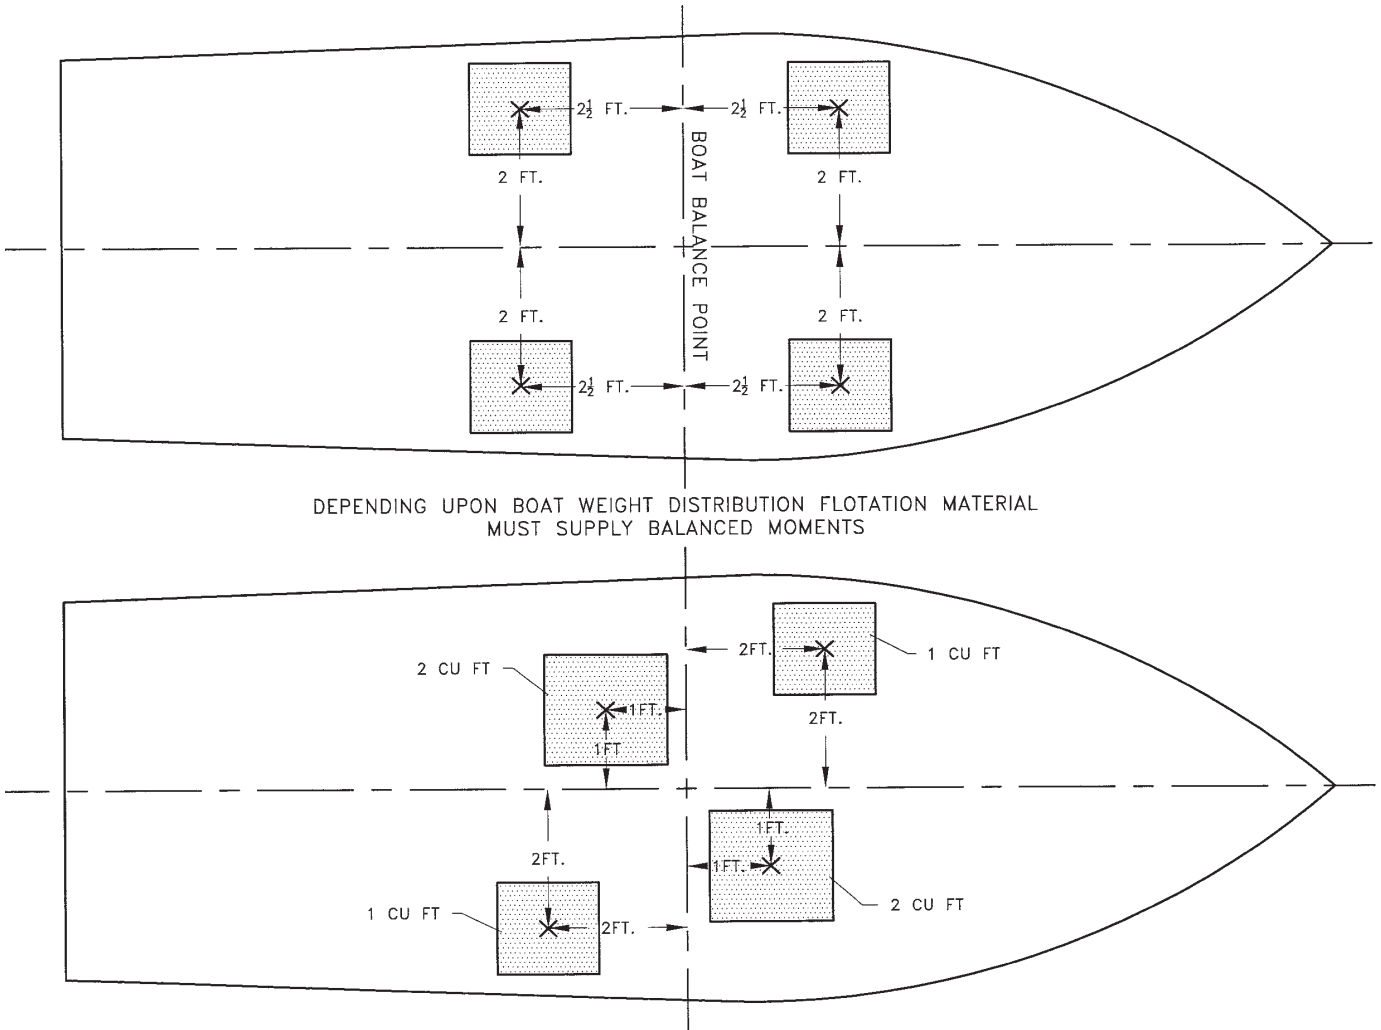 2½ FT.
2½ FT.
2 FT.
2 FT.
BOAT BALANCE POINT
2 FT.
2 FT.
2½ FT.
2½ FT.
DEPENDING UPON BOAT WEIGHT DISTRIBUTION FLOTATION MATERIAL
MUST SUPPLY BALANCED MOMENTS
2FT.
1 CU FT
2 CU FT
1FT.
2FT.
1FT
1FT.
2FT.
1FT.
2 CU FT
1 CU FT
2FT.